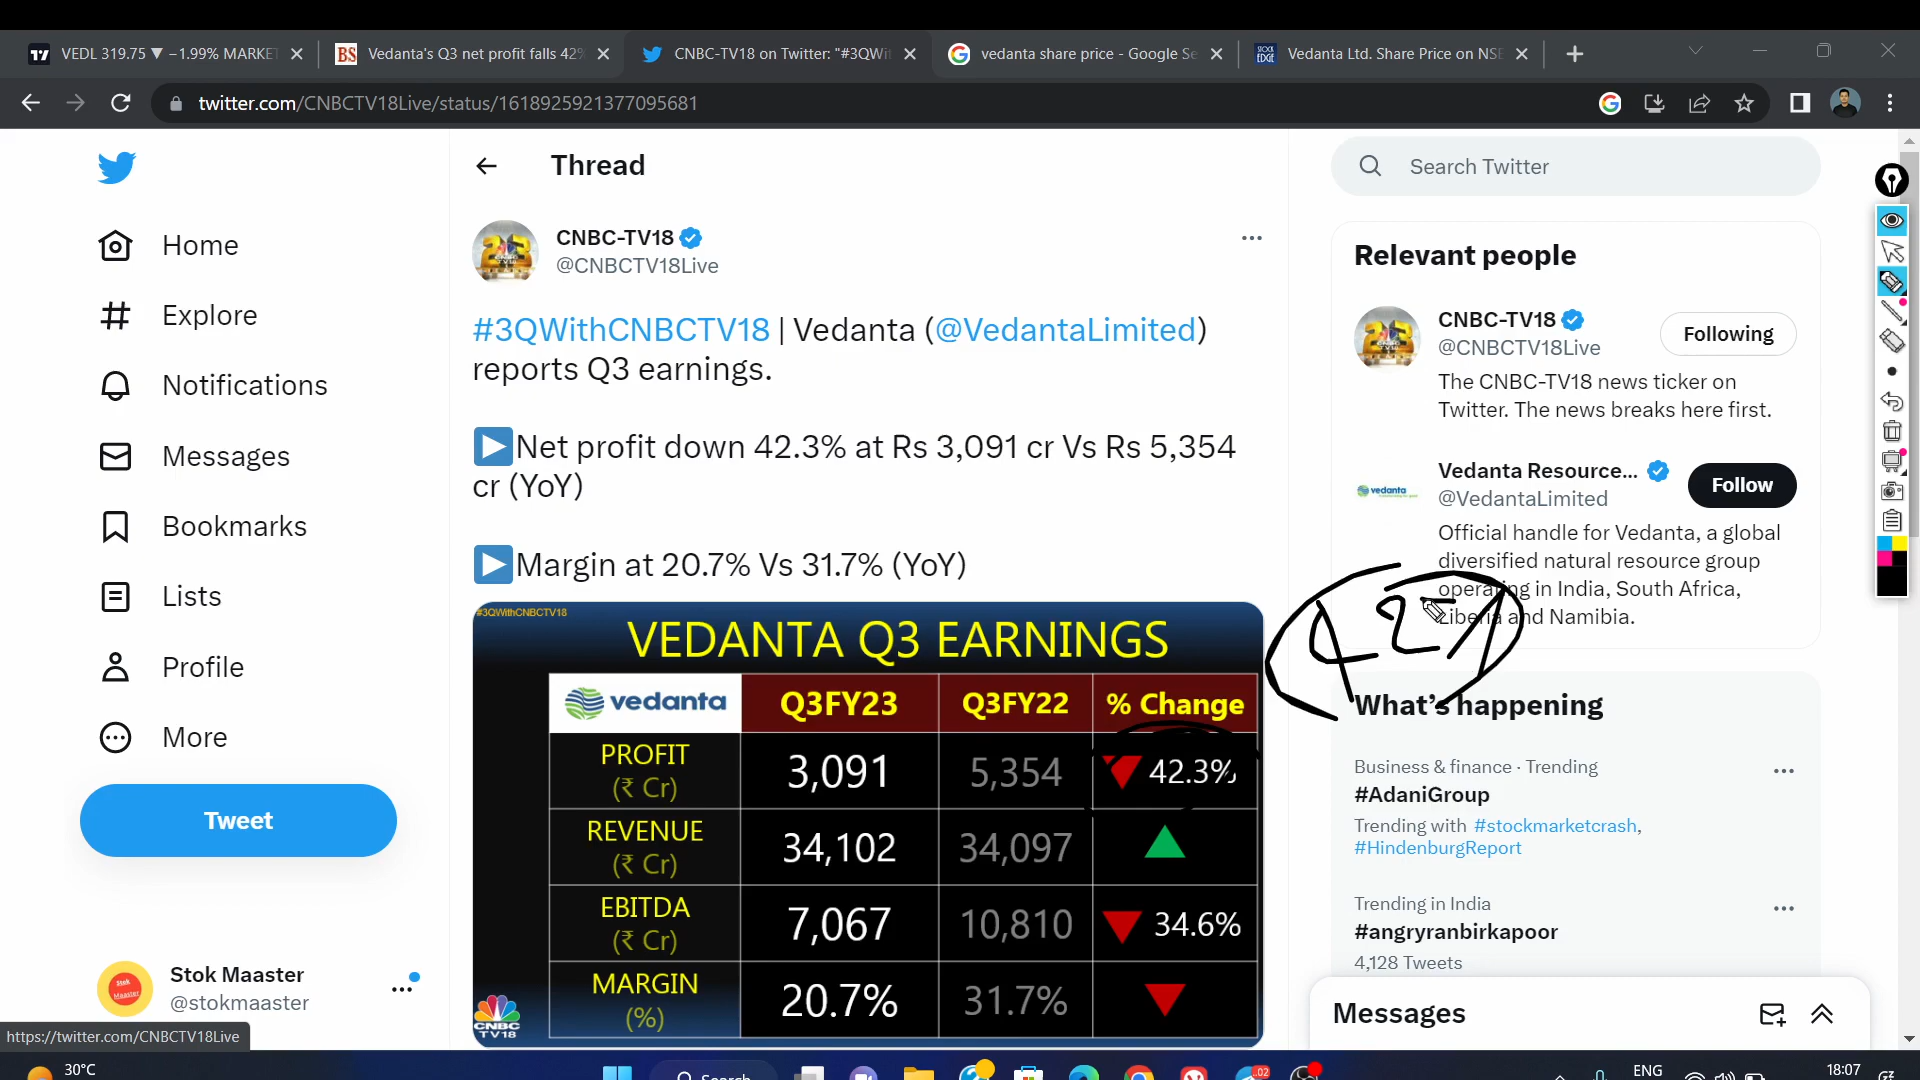 VEDL 319.75 ▼ −1.99% MARKE
BS Vedanta's Q3 net profit falls 42%
CNBC-TV18 on Twitter: "#3QWi
vedanta share price - Google Se
STOCK EDGE Vedanta Ltd. Share Price on NSE
twitter.com/CNBCTV18Live/status/1618925921377095681
Home
Explore
Notifications
Messages
Bookmarks
Lists
Profile
More
Tweet
Stok Maaster
@stokmaaster
https://twitter.com/CNBCTV18Live
Thread
CNBC-TV18
@CNBCTV18Live
#3QWithCNBCTV18 | Vedanta (@VedantaLimited)
reports Q3 earnings.
▶Net profit down 42.3% at Rs 3,091 cr Vs Rs 5,354
cr (YoY)
▶Margin at 20.7% Vs 31.7% (YoY)
#3QWithCNBCTV18
VEDANTA Q3 EARNINGS
vedanta Q3FY23 Q3FY22 % Change
PROFIT (₹ Cr) 3,091 5,354 ▼ 42.3%
REVENUE (₹ Cr) 34,102 34,097 ▲
EBITDA (₹ Cr) 7,067 10,810 ▼ 34.6%
MARGIN (%) 20.7% 31.7% ▼
CNBC TV18
Search Twitter
Relevant people
CNBC-TV18
@CNBCTV18Live
Following
The CNBC-TV18 news ticker on
Twitter. The news breaks here first.
Vedanta Resource...
@VedantaLimited
Follow
vedanta
Official handle for Vedanta, a global
diversified natural resource group
operating in India, South Africa,
Liberia and Namibia.
What's happening
Business & finance · Trending
#AdaniGroup
Trending with #stockmarketcrash,
#HindenburgReport
Trending in India
#angryranbirkapoor
4,128 Tweets
Messages
30°C
Search
ENG
18:07